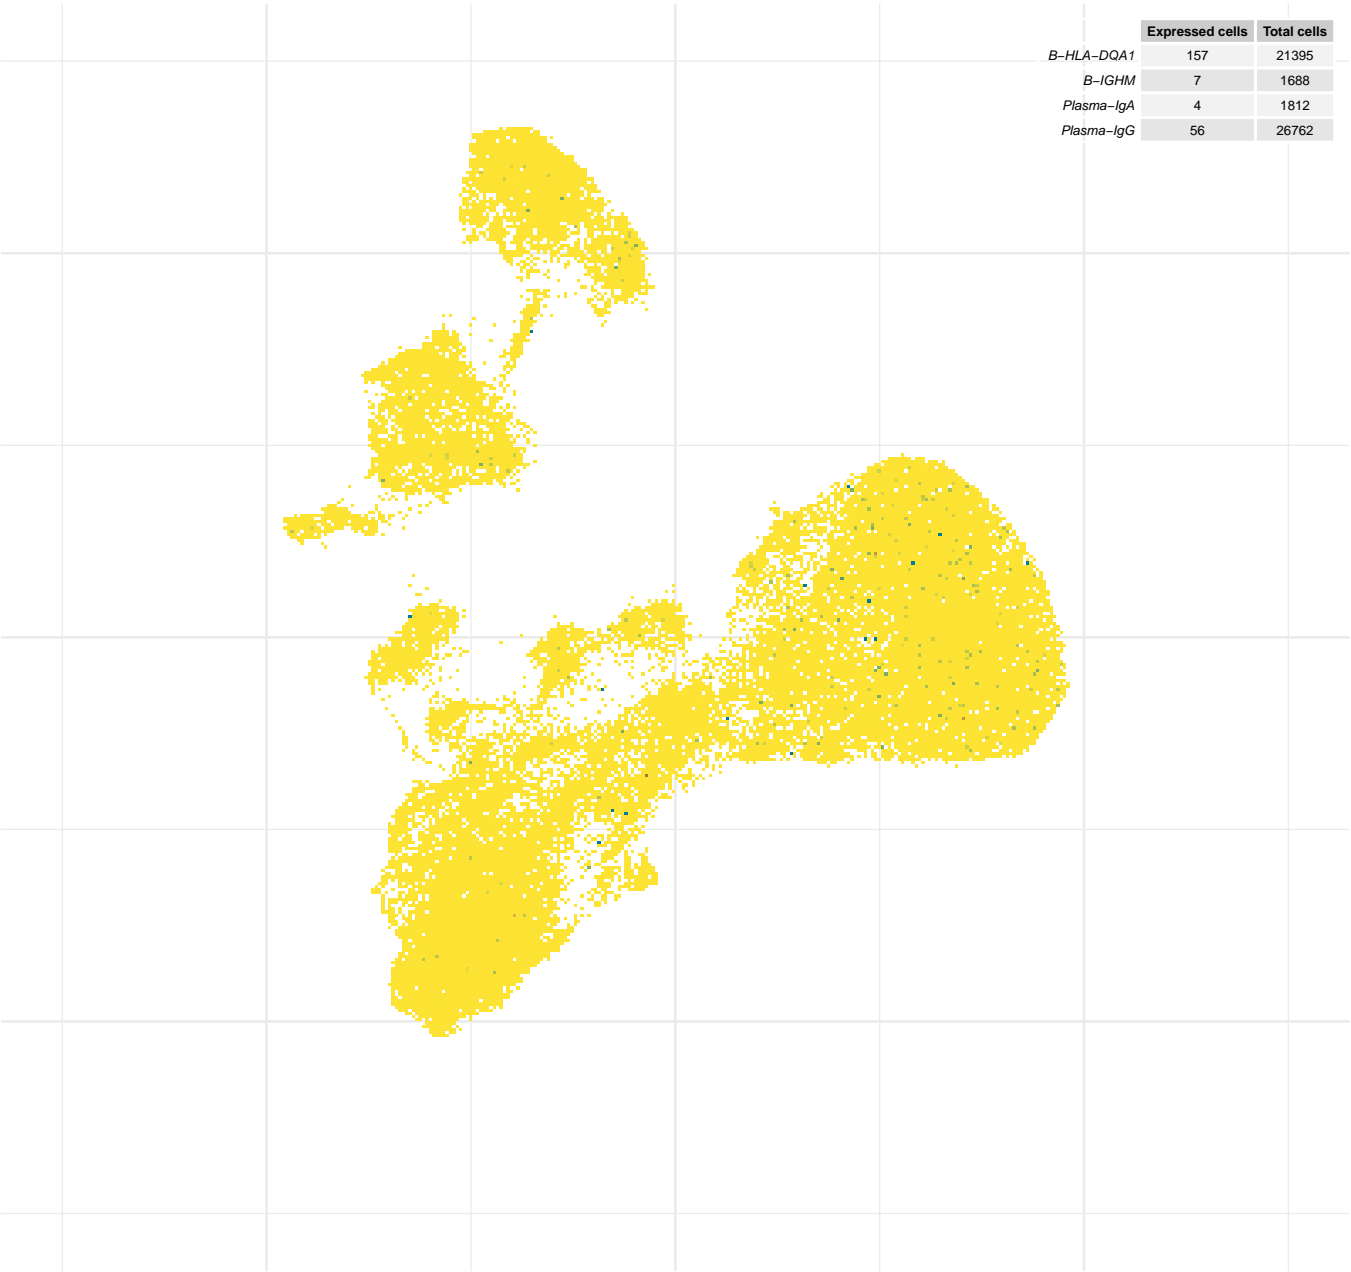 Expressed cells Total cells
B−HLA−DQA1 157 21395
B−IGHM 7 1688
Plasma−IgA 4 1812
Plasma−IgG 56 26762